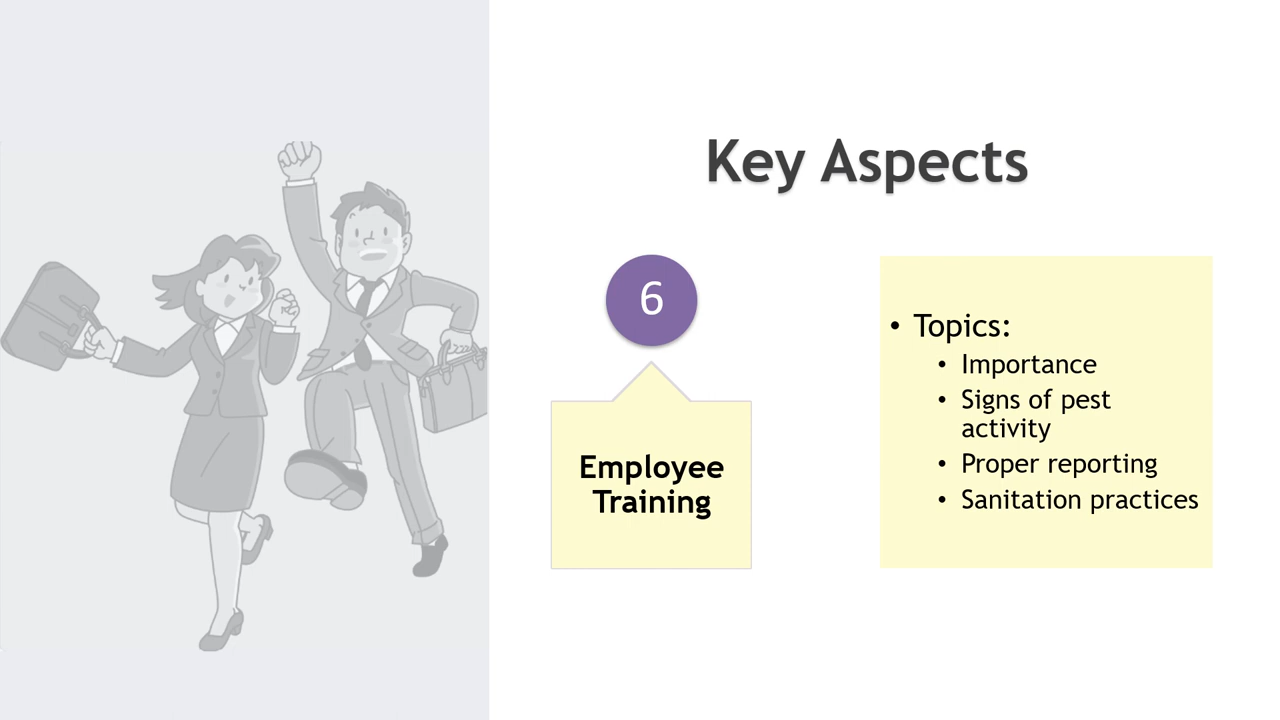 Key Aspects
6
Employee
Training
• Topics:
• Importance
• Signs of pest
activity
• Proper reporting
• Sanitation practices